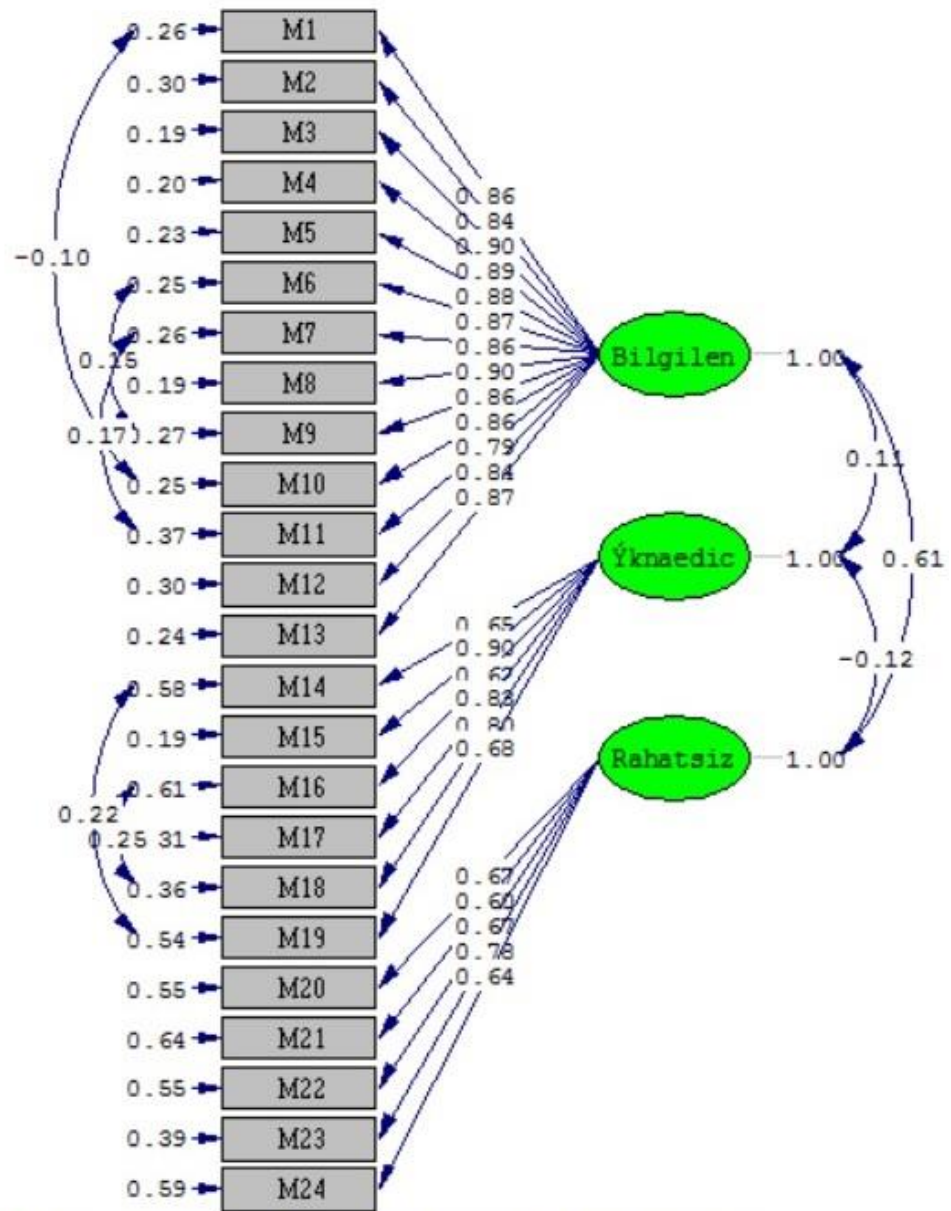 0.26 M1
0.30 M2
0.19 M3
0.20 M4
0.23 M5
0.25 M6
0.26 M7
0.19 M8
0.27 M9
0.25 M10
0.37 M11
0.30 M12
0.24 M13
0.58 M14
0.19 M15
0.61 M16
31 M17
0.36 M18
0.54 M19
0.55 M20
0.64 M21
0.55 M22
0.39 M23
0.59 M24
-0.10
0.15
0.17
0.22
0.25
0.86
0.84
0.90
0.89
0.88
0.87
0.86
0.90
0.86
0.86
0.79
0.84
0.87
0.65
0.90
0.62
0.83
0.80
0.68
0.67
0.60
0.67
0.78
0.64
Bilgilen 1.00
Ýknaedic 1.00
Rahatsiz 1.00
0.11
0.61
-0.12